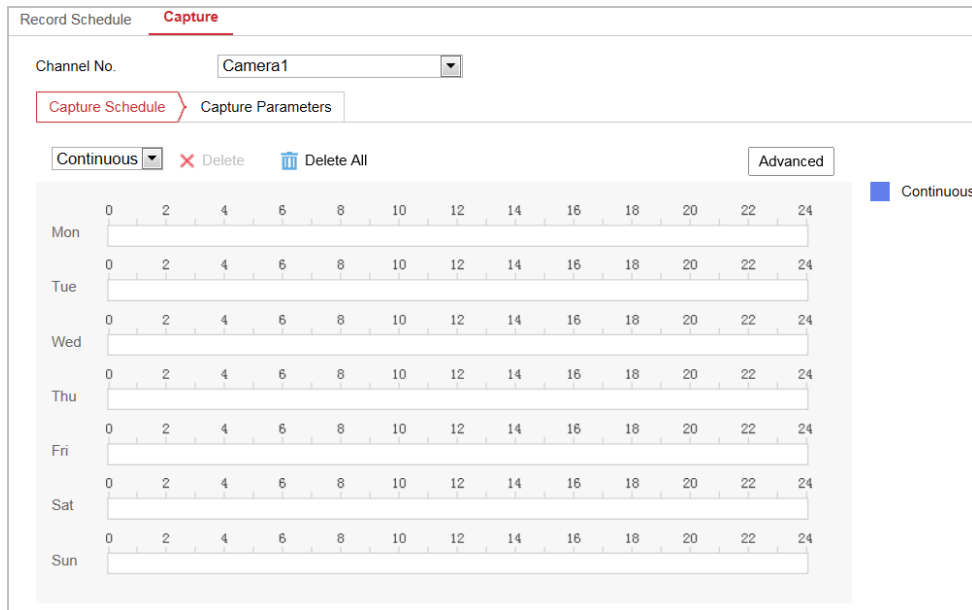 Record Schedule Capture
Channel No. Camera1
Capture Schedule Capture Parameters
Continuous Delete Delete All Advanced
Continuous
0 2 4 6 8 10 12 14 16 18 20 22 24
Mon
0 2 4 6 8 10 12 14 16 18 20 22 24
Tue
0 2 4 6 8 10 12 14 16 18 20 22 24
Wed
0 2 4 6 8 10 12 14 16 18 20 22 24
Thu
0 2 4 6 8 10 12 14 16 18 20 22 24
Fri
0 2 4 6 8 10 12 14 16 18 20 22 24
Sat
0 2 4 6 8 10 12 14 16 18 20 22 24
Sun